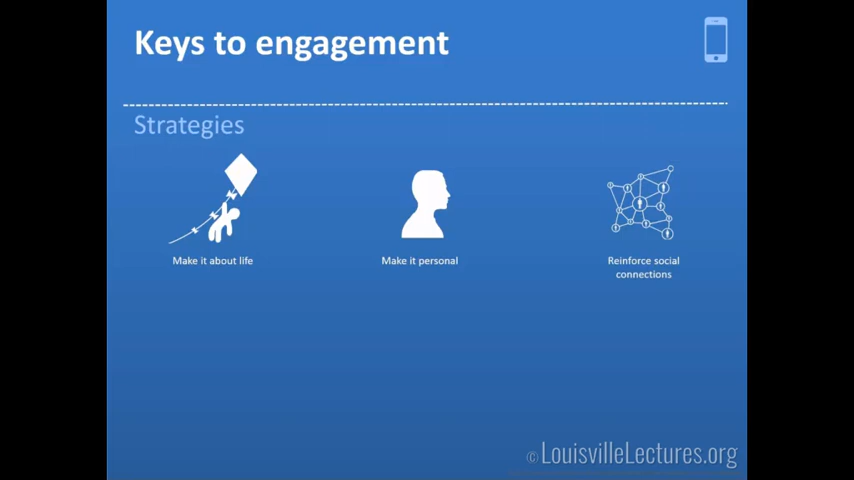 Keys to engagement
Strategies
Make it about life
Make it personal
Reinforce social
connections
© LouisvilleLectures.org